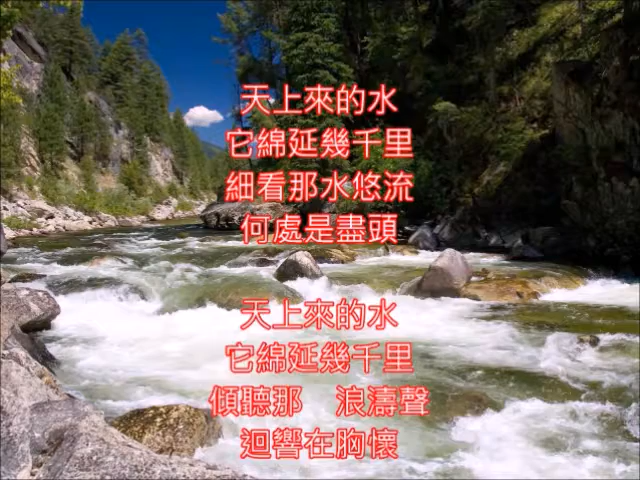 天上來的水
它綿延幾千里
細看那水悠流
何處是盡頭
天上來的水
它綿延幾千里
傾聽那　浪濤聲
迴響在胸懷